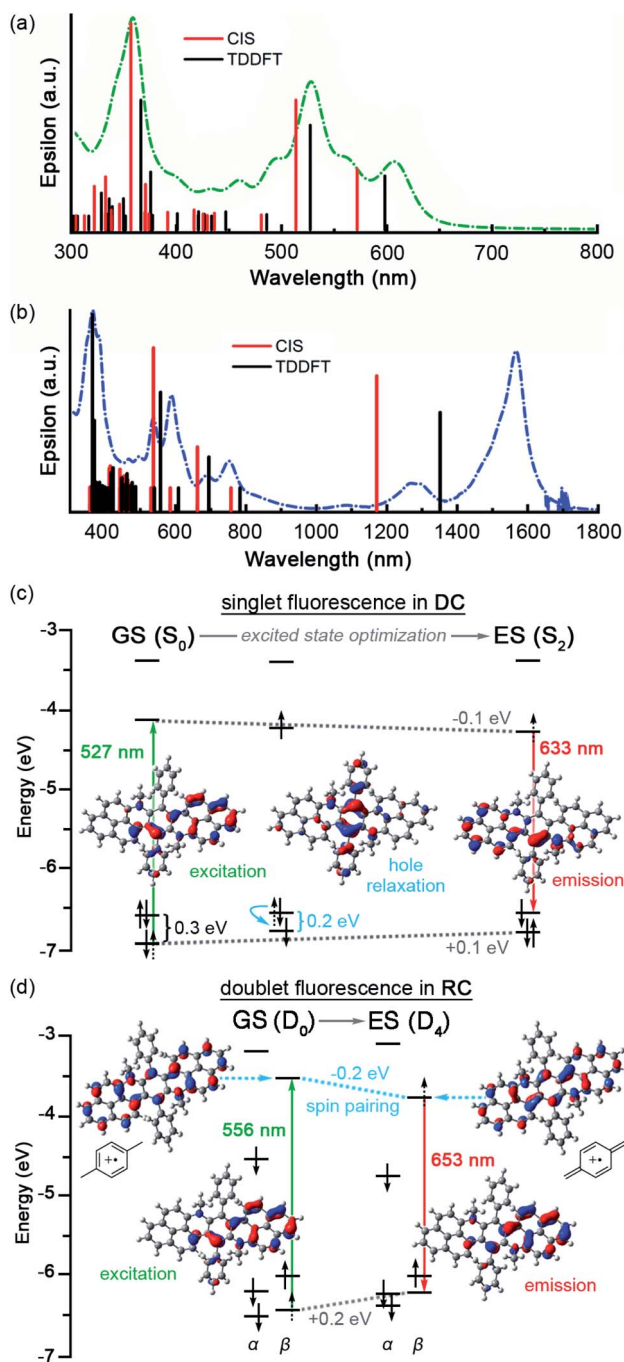 (a)
CIS
TDDFT
Epsilon (a.u.)
300 400 500 600 700 800
Wavelength (nm)
(b)
CIS
TDDFT
Epsilon (a.u.)
400 600 800 1000 1200 1400 1600 1800
Wavelength (nm)
(c)
singlet fluorescence in DC
GS (S0) excited state optimization ES (S2)
-3
-4
-5
-6
-7
Energy (eV)
-0.1 eV
527 nm
633 nm
excitation
hole
relaxation
emission
0.3 eV
0.2 eV
+0.1 eV
(d)
doublet fluorescence in RC
GS (D0) ES (D4)
-3
-4
-5
-6
Energy (eV)
-0.2 eV
spin pairing
556 nm
653 nm
+•
+•
excitation
emission
+0.2 eV
α β α β